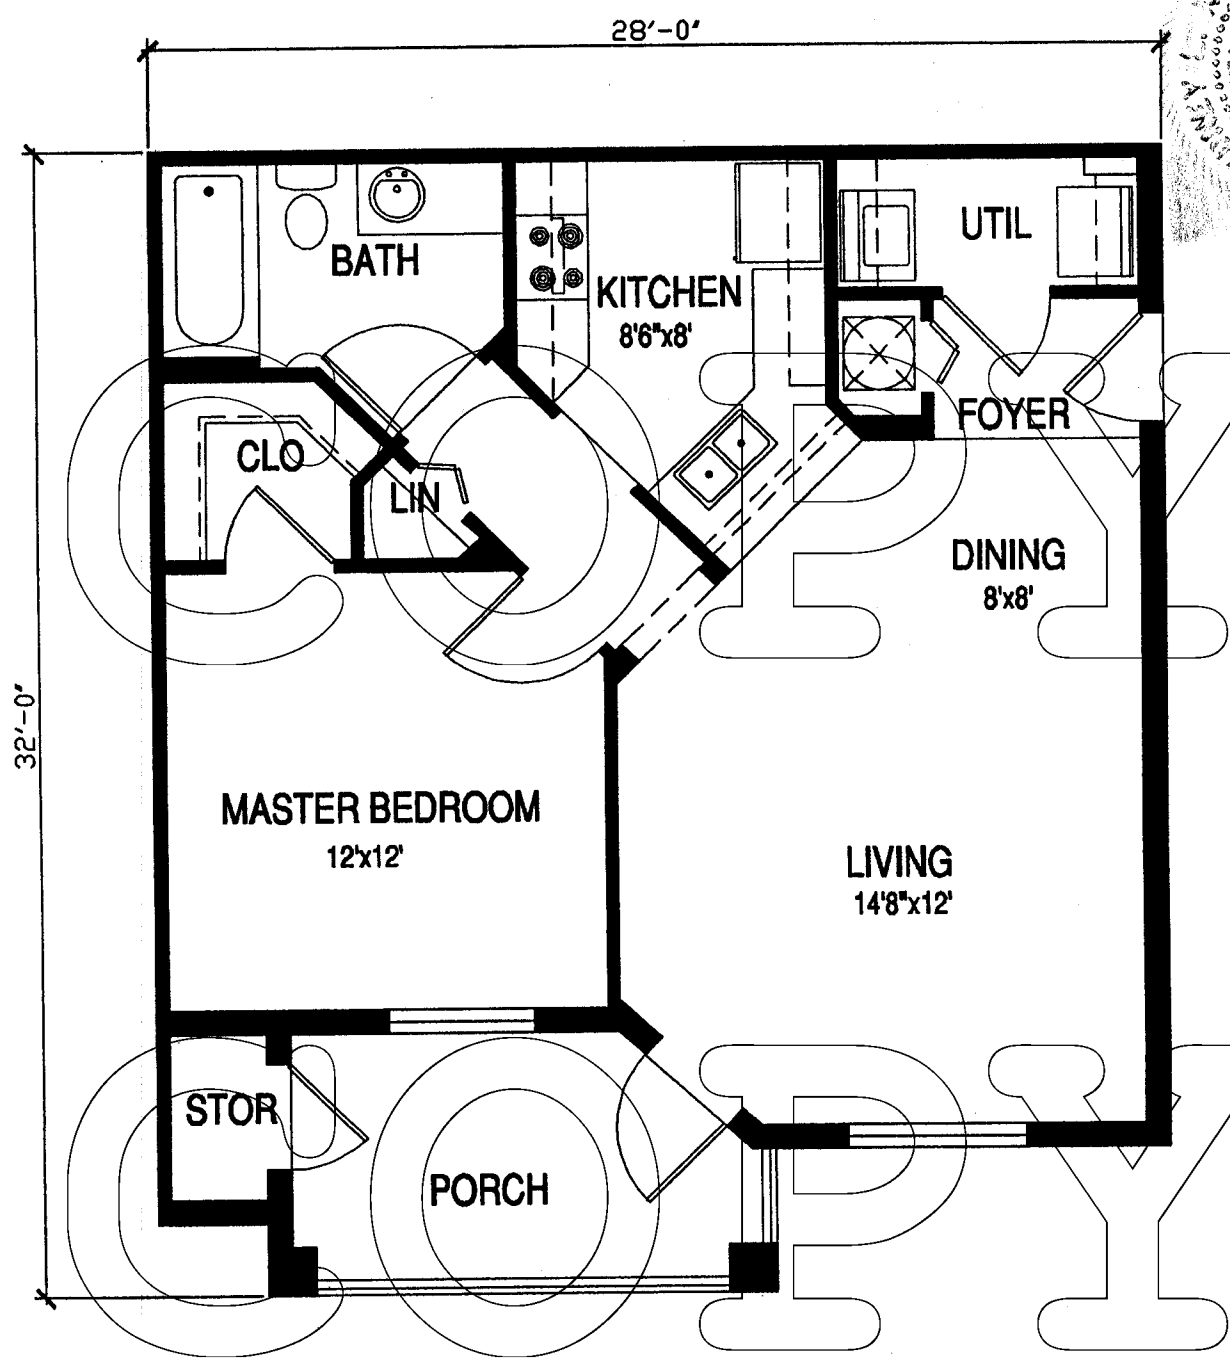 28'-0"
UTIL
BATH
KITCHEN
8'6"x8'
FOYER
CLO
LIN
DINING
8'x8'
32'-0"
MASTER BEDROOM
12'x12'
LIVING
14'8"x12'
STOR
PORCH
COPY
COPY